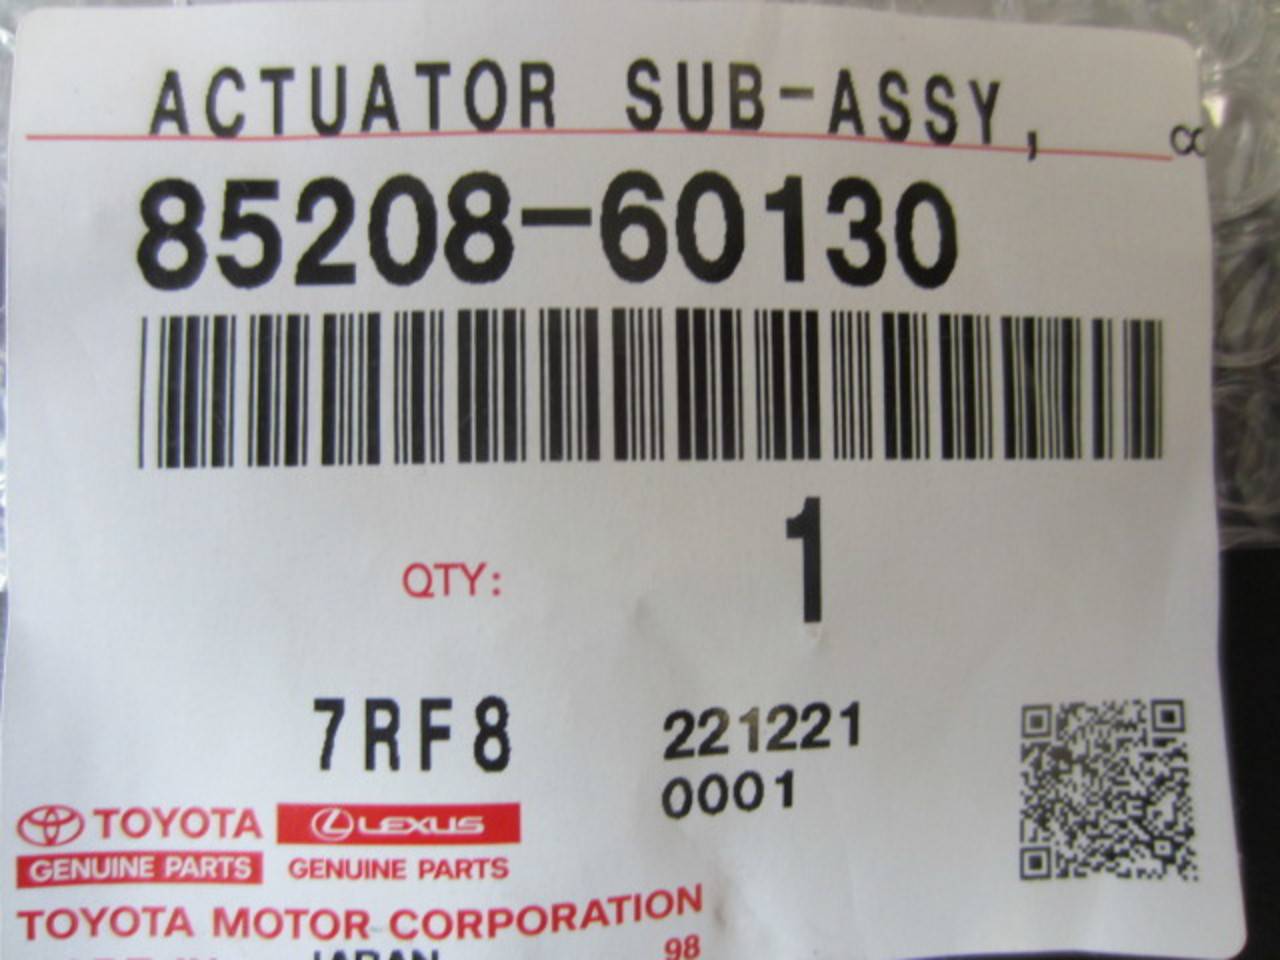 ACTUATOR SUB-ASSY,
85208-60130
QTY: 1
7RF8 221221
0001
TOYOTA LEXUS
GENUINE PARTS GENUINE PARTS
TOYOTA MOTOR CORPORATION
JAPAN 98